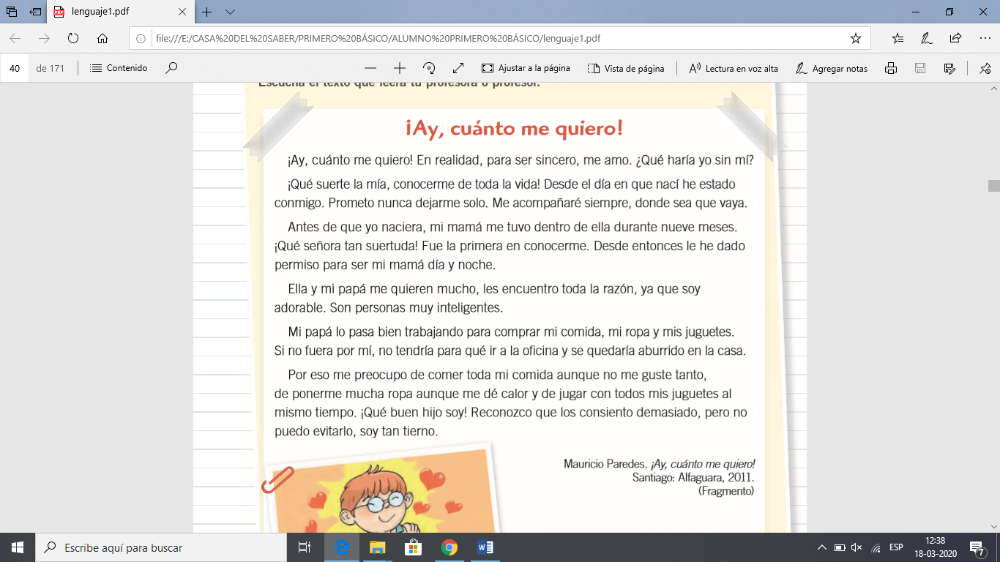 lenguaje1.pdf
file:///E:/CASA%20DEL%20SABER/PRIMERO%20BÁSICO/ALUMNO%20PRIMERO%20BÁSICO/lenguaje1.pdf
40 de 171 Contenido Ajustar a la página Vista de página Lectura en voz alta Agregar notas
Escucha el texto que leerá tu profesora o profesor.
¡Ay, cuánto me quiero!
¡Ay, cuánto me quiero! En realidad, para ser sincero, me amo. ¿Qué haría yo sin mí?
¡Qué suerte la mía, conocerme de toda la vida! Desde el día en que nací he estado
conmigo. Prometo nunca dejarme solo. Me acompañaré siempre, donde sea que vaya.
Antes de que yo naciera, mi mamá me tuvo dentro de ella durante nueve meses.
¡Qué señora tan suertuda! Fue la primera en conocerme. Desde entonces le he dado
permiso para ser mi mamá día y noche.
Ella y mi papá me quieren mucho, les encuentro toda la razón, ya que soy
adorable. Son personas muy inteligentes.
Mi papá lo pasa bien trabajando para comprar mi comida, mi ropa y mis juguetes.
Si no fuera por mí, no tendría para qué ir a la oficina y se quedaría aburrido en la casa.
Por eso me preocupo de comer toda mi comida aunque no me guste tanto,
de ponerme mucha ropa aunque me dé calor y de jugar con todos mis juguetes al
mismo tiempo. ¡Qué buen hijo soy! Reconozco que los consiento demasiado, pero no
puedo evitarlo, soy tan tierno.
Mauricio Paredes. ¡Ay, cuánto me quiero!
Santiago: Alfaguara, 2011.
(Fragmento)
Escribe aquí para buscar
ESP
12:38
18-03-2020
7